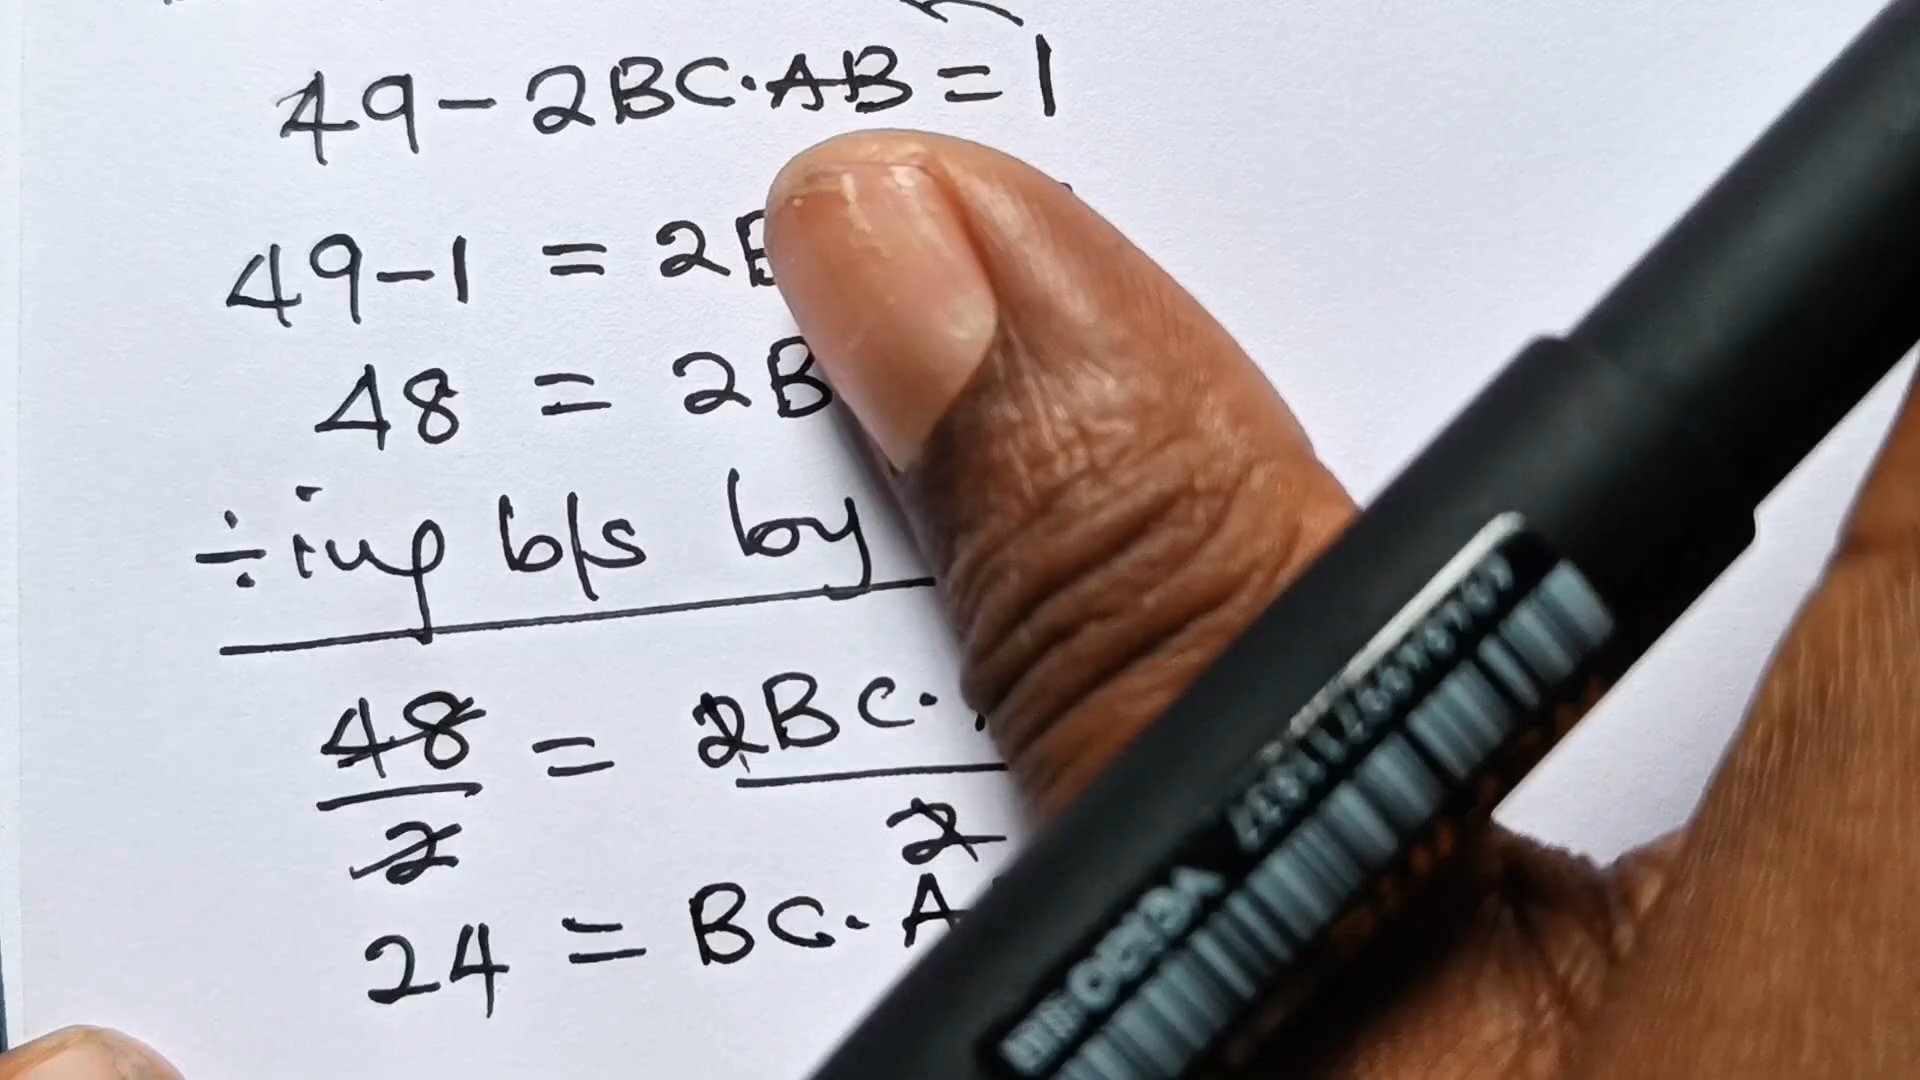 49-2BC·AB=1
49-1 = 2B
48 = 2B
÷ing b/s by
48/2 = 2BC·/2
24 = BC·A